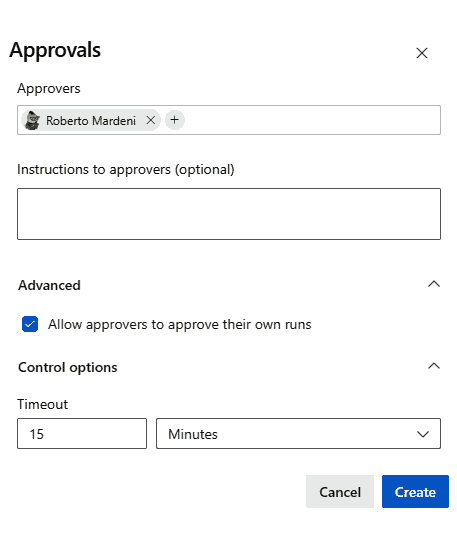 Approvals
Approvers
Roberto Mardeni
Instructions to approvers (optional)
Advanced
Allow approvers to approve their own runs
Control options
Timeout
15 Minutes
Cancel Create